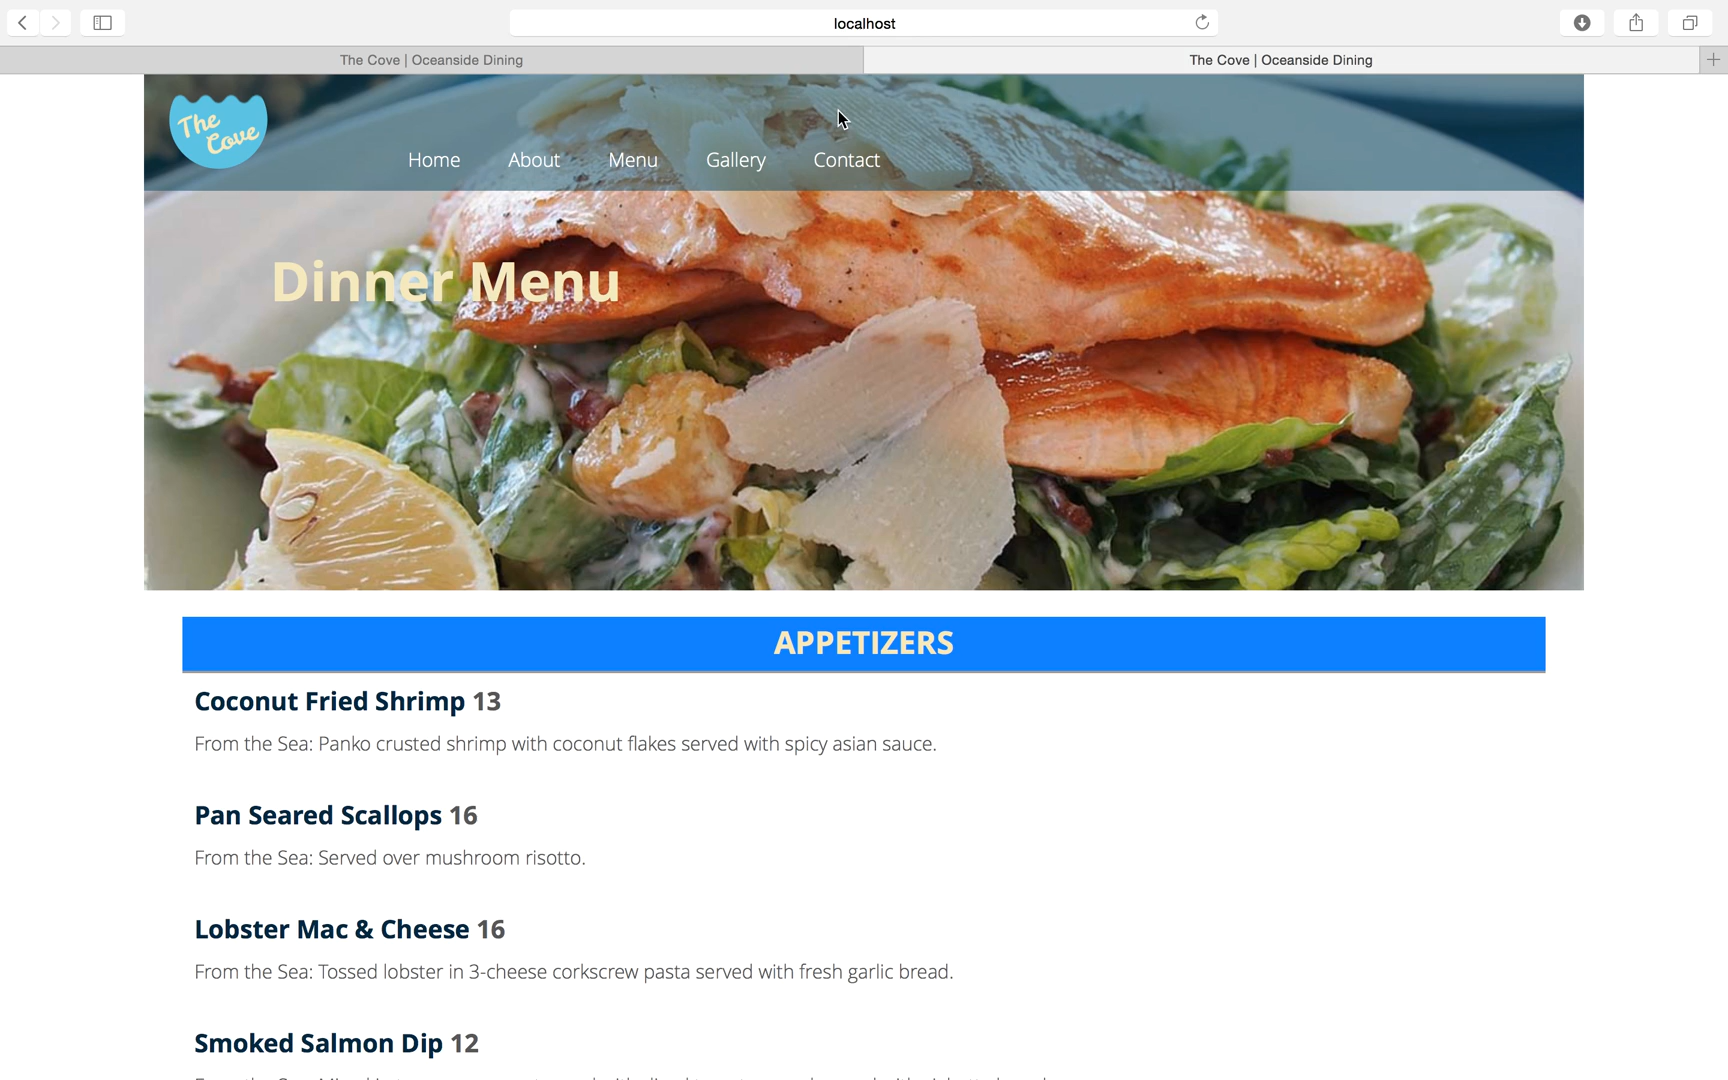 localhost
The Cove | Oceanside Dining
The Cove | Oceanside Dining
The
Cove
Home About Menu Gallery Contact
Dinner Menu
APPETIZERS
Coconut Fried Shrimp 13
From the Sea: Panko crusted shrimp with coconut flakes served with spicy asian sauce.
Pan Seared Scallops 16
From the Sea: Served over mushroom risotto.
Lobster Mac & Cheese 16
From the Sea: Tossed lobster in 3-cheese corkscrew pasta served with fresh garlic bread.
Smoked Salmon Dip 12